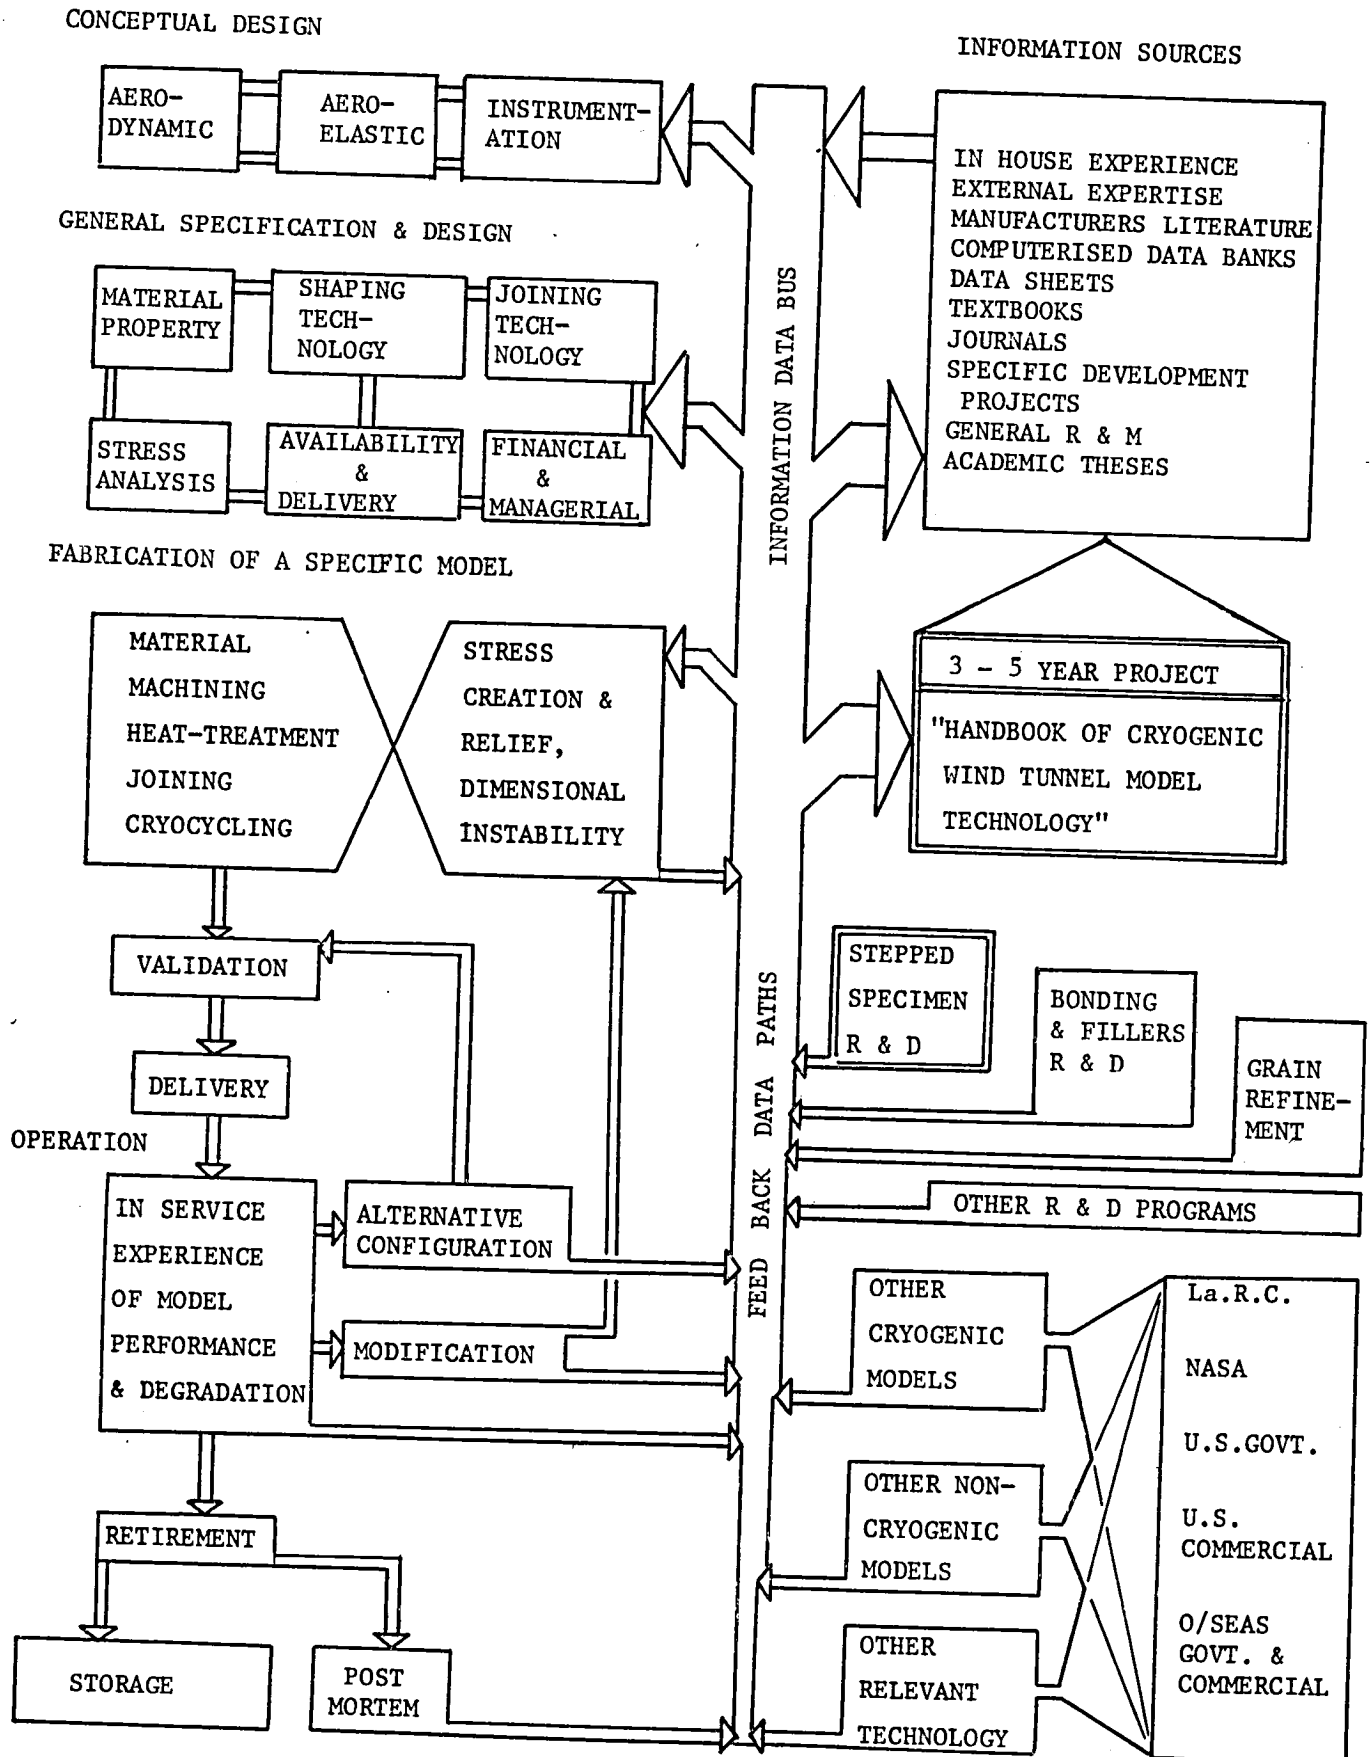 CONCEPTUAL DESIGN
AERO-
DYNAMIC
AERO-
ELASTIC
INSTRUMENT-
ATION
GENERAL SPECIFICATION & DESIGN
MATERIAL
PROPERTY
SHAPING
TECH-
NOLOGY
JOINING
TECH-
NOLOGY
STRESS
ANALYSIS
AVAILABILITY
&
DELIVERY
FINANCIAL
&
MANAGERIAL
FABRICATION OF A SPECIFIC MODEL
MATERIAL
MACHINING
HEAT-TREATMENT
JOINING
CRYOCYCLING
STRESS
CREATION &
RELIEF,
DIMENSIONAL
INSTABILITY
VALIDATION
DELIVERY
OPERATION
IN SERVICE
EXPERIENCE
OF MODEL
PERFORMANCE
& DEGRADATION
ALTERNATIVE
CONFIGURATION
MODIFICATION
RETIREMENT
STORAGE
POST
MORTEM
INFORMATION DATA BUS
FEED BACK DATA PATHS
INFORMATION SOURCES
IN HOUSE EXPERIENCE
EXTERNAL EXPERTISE
MANUFACTURERS LITERATURE
COMPUTERISED DATA BANKS
DATA SHEETS
TEXTBOOKS
JOURNALS
SPECIFIC DEVELOPMENT
PROJECTS
GENERAL R & M
ACADEMIC THESES
3 - 5 YEAR PROJECT
"HANDBOOK OF CRYOGENIC
WIND TUNNEL MODEL
TECHNOLOGY"
STEPPED
SPECIMEN
R & D
BONDING
& FILLERS
R & D
GRAIN
REFINE-
MENT
OTHER R & D PROGRAMS
OTHER
CRYOGENIC
MODELS
OTHER NON-
CRYOGENIC
MODELS
OTHER
RELEVANT
TECHNOLOGY
La.R.C.
NASA
U.S.GOVT.
U.S.
COMMERCIAL
O/SEAS
GOVT. &
COMMERCIAL